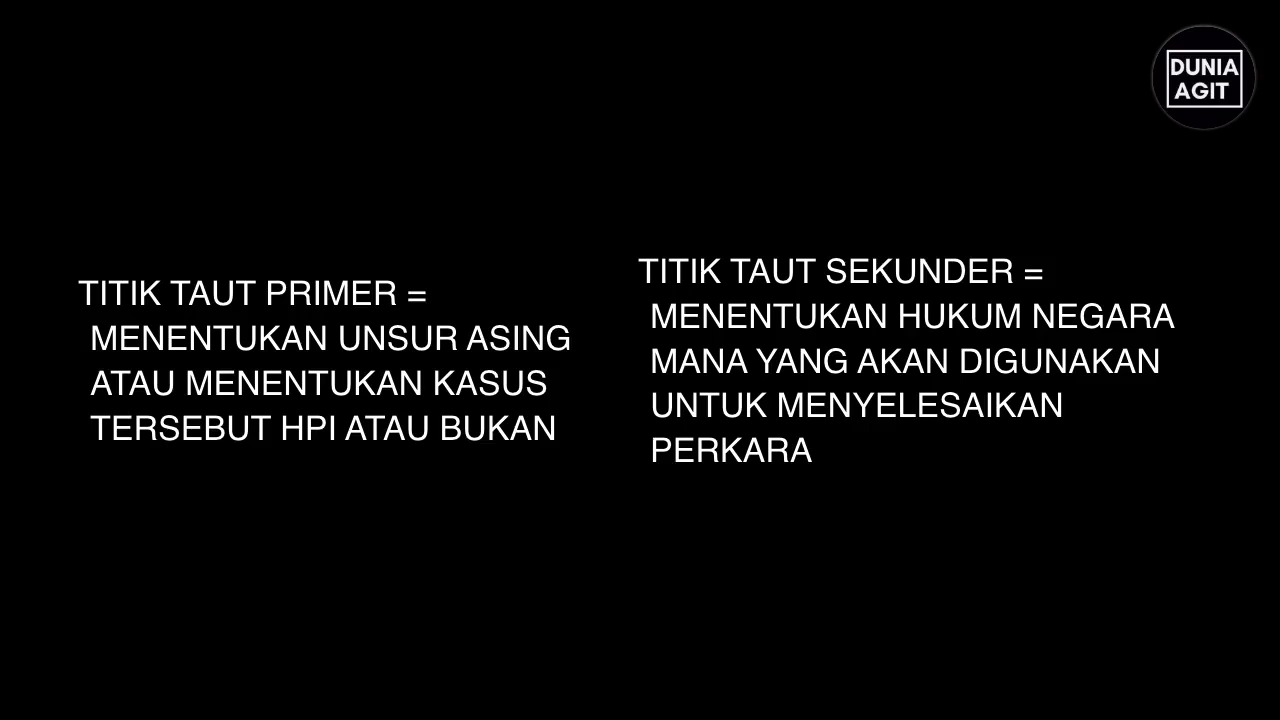 DUNIA
AGIT
TITIK TAUT PRIMER =
MENENTUKAN UNSUR ASING
ATAU MENENTUKAN KASUS
TERSEBUT HPI ATAU BUKAN
TITIK TAUT SEKUNDER =
MENENTUKAN HUKUM NEGARA
MANA YANG AKAN DIGUNAKAN
UNTUK MENYELESAIKAN
PERKARA